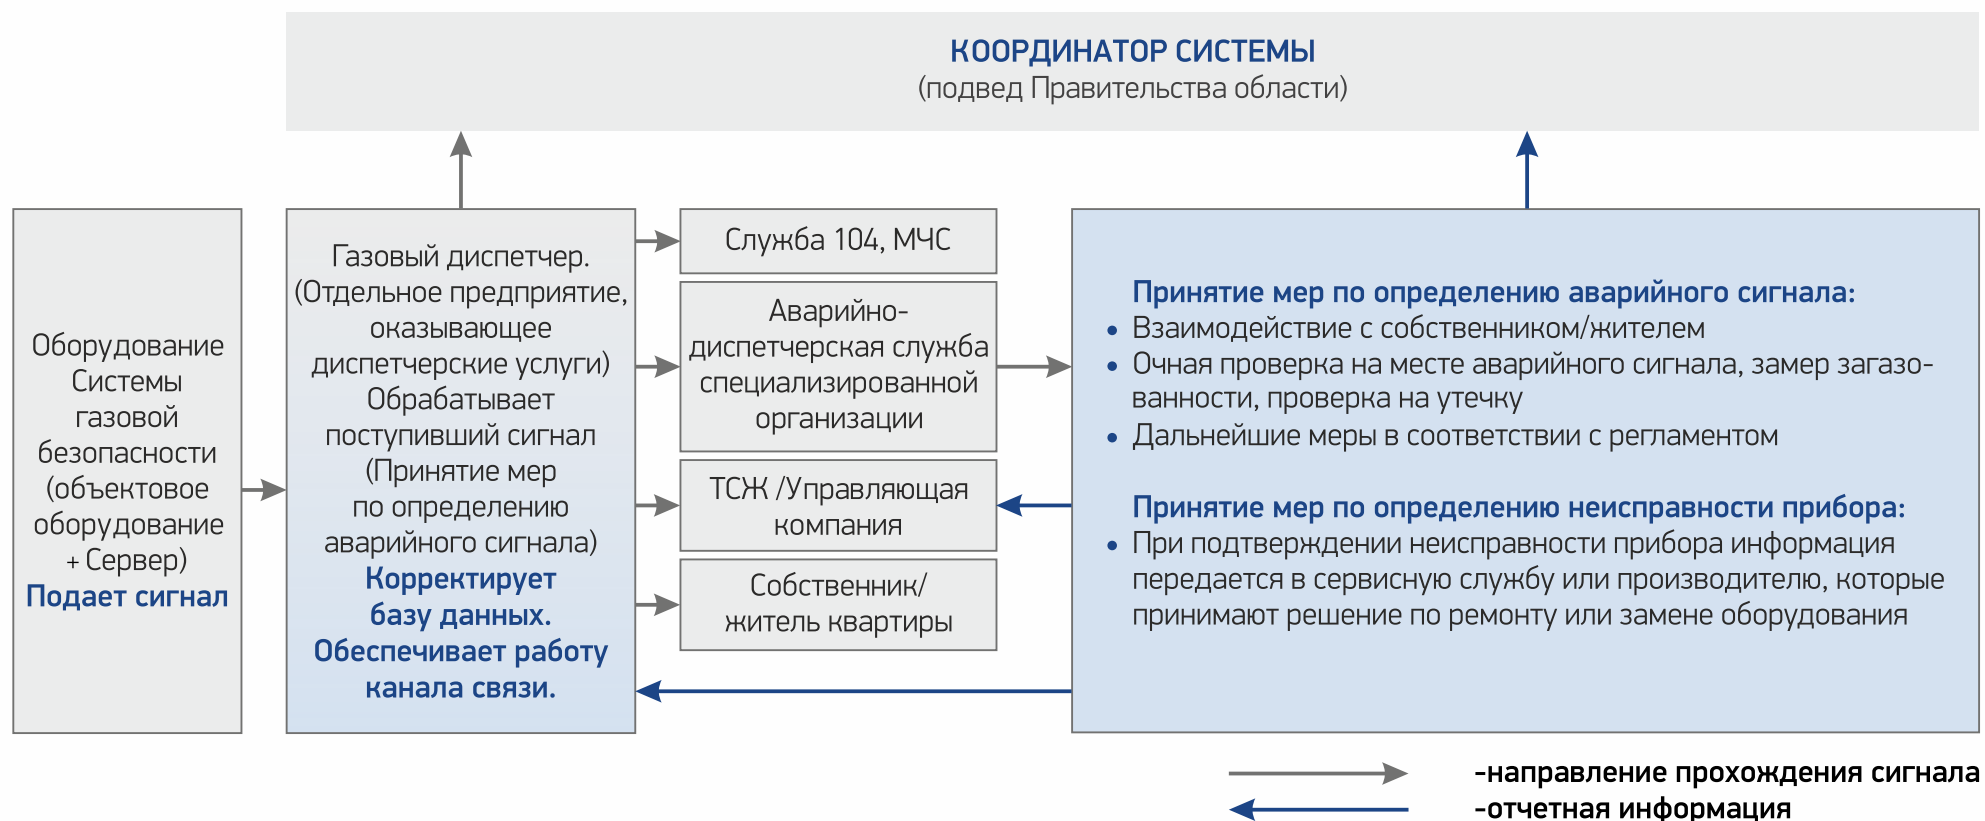 КООРДИНАТОР СИСТЕМЫ
(подвед Правительства области)
Оборудование
Системы
газовой
безопасности
(объектовое
оборудование
+ Сервер)
Подает сигнал
Газовый диспетчер.
(Отдельное предприятие,
оказывающее
диспетчерские услуги)
Обрабатывает
поступивший сигнал
(Принятие мер
по определению
аварийного сигнала)
Корректирует
базу данных.
Обеспечивает работу
канала связи.
Служба 104, МЧС
Аварийно-
диспетчерская служба
специализированной
организации
ТСЖ /Управляющая
компания
Собственник/
житель квартиры
Принятие мер по определению аварийного сигнала:
• Взаимодействие с собственником/жителем
• Очная проверка на месте аварийного сигнала, замер загазо-
ванности, проверка на утечку
• Дальнейшие меры в соответствии с регламентом
Принятие мер по определению неисправности прибора:
• При подтверждении неисправности прибора информация
передается в сервисную службу или производителю, которые
принимают решение по ремонту или замене оборудования
-направление прохождения сигнала
-отчетная информация